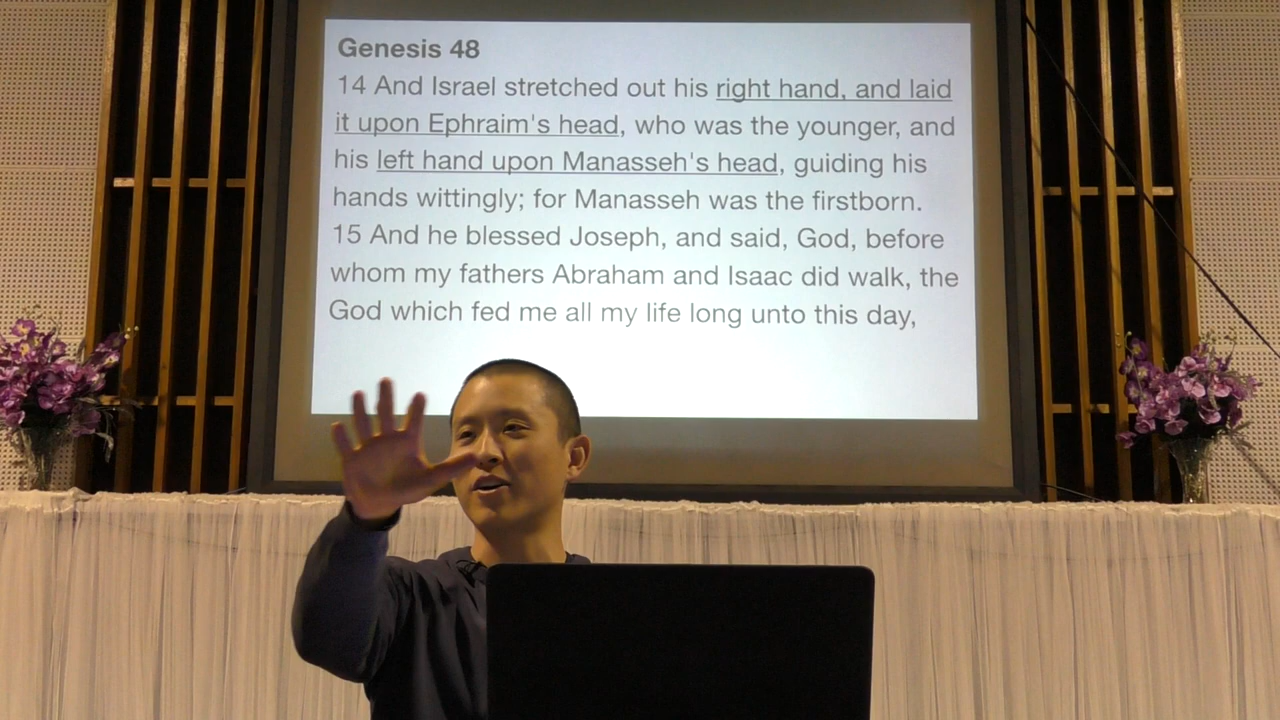 Genesis 48
14 And Israel stretched out his right hand, and laid
it upon Ephraim's head, who was the younger, and
his left hand upon Manasseh's head, guiding his
hands wittingly; for Manasseh was the firstborn.
15 And he blessed Joseph, and said, God, before
whom my fathers Abraham and Isaac did walk, the
God which fed me all my life long unto this day,